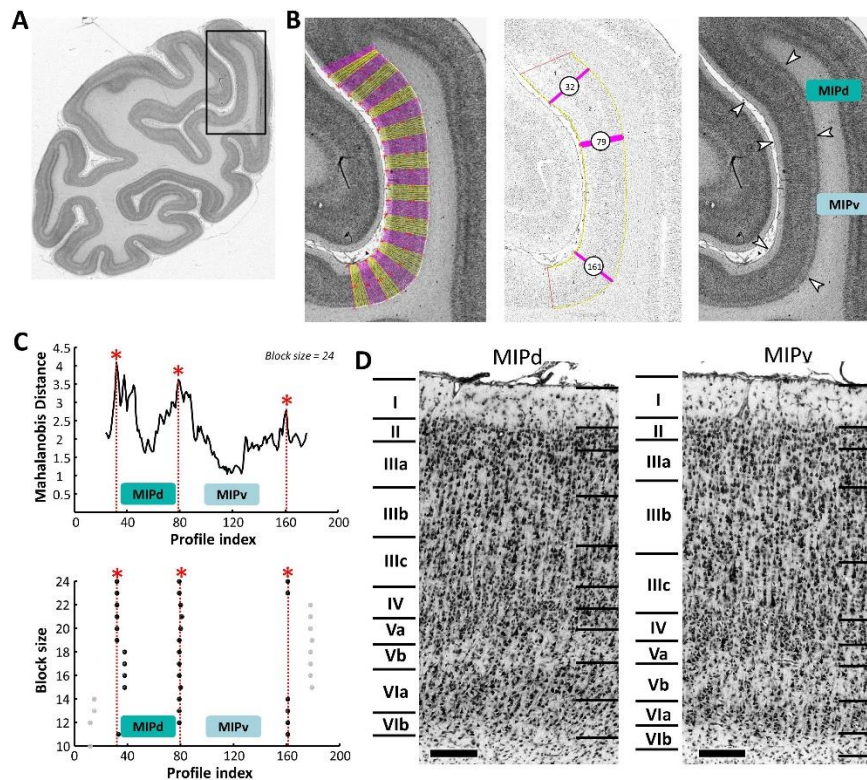 A
B
32
79
161
MIPd
MIPv
C
4.5
4
3.5
3
2.5
2
1.5
1
0.5
Mahalanobis Distance
Block size = 24
*
*
*
MIPd
MIPv
0
40
80
120
160
200
Profile index
*
*
*
24
22
20
18
16
14
12
10
Block size
MIPd
MIPv
0
40
80
120
160
200
Profile index
D
MIPd
I
II
IIIa
IIIb
IIIc
IV
Va
Vb
VIa
VIb
MIPv
I
II
IIIa
IIIb
IIIc
IV
Va
Vb
VIa
VIb